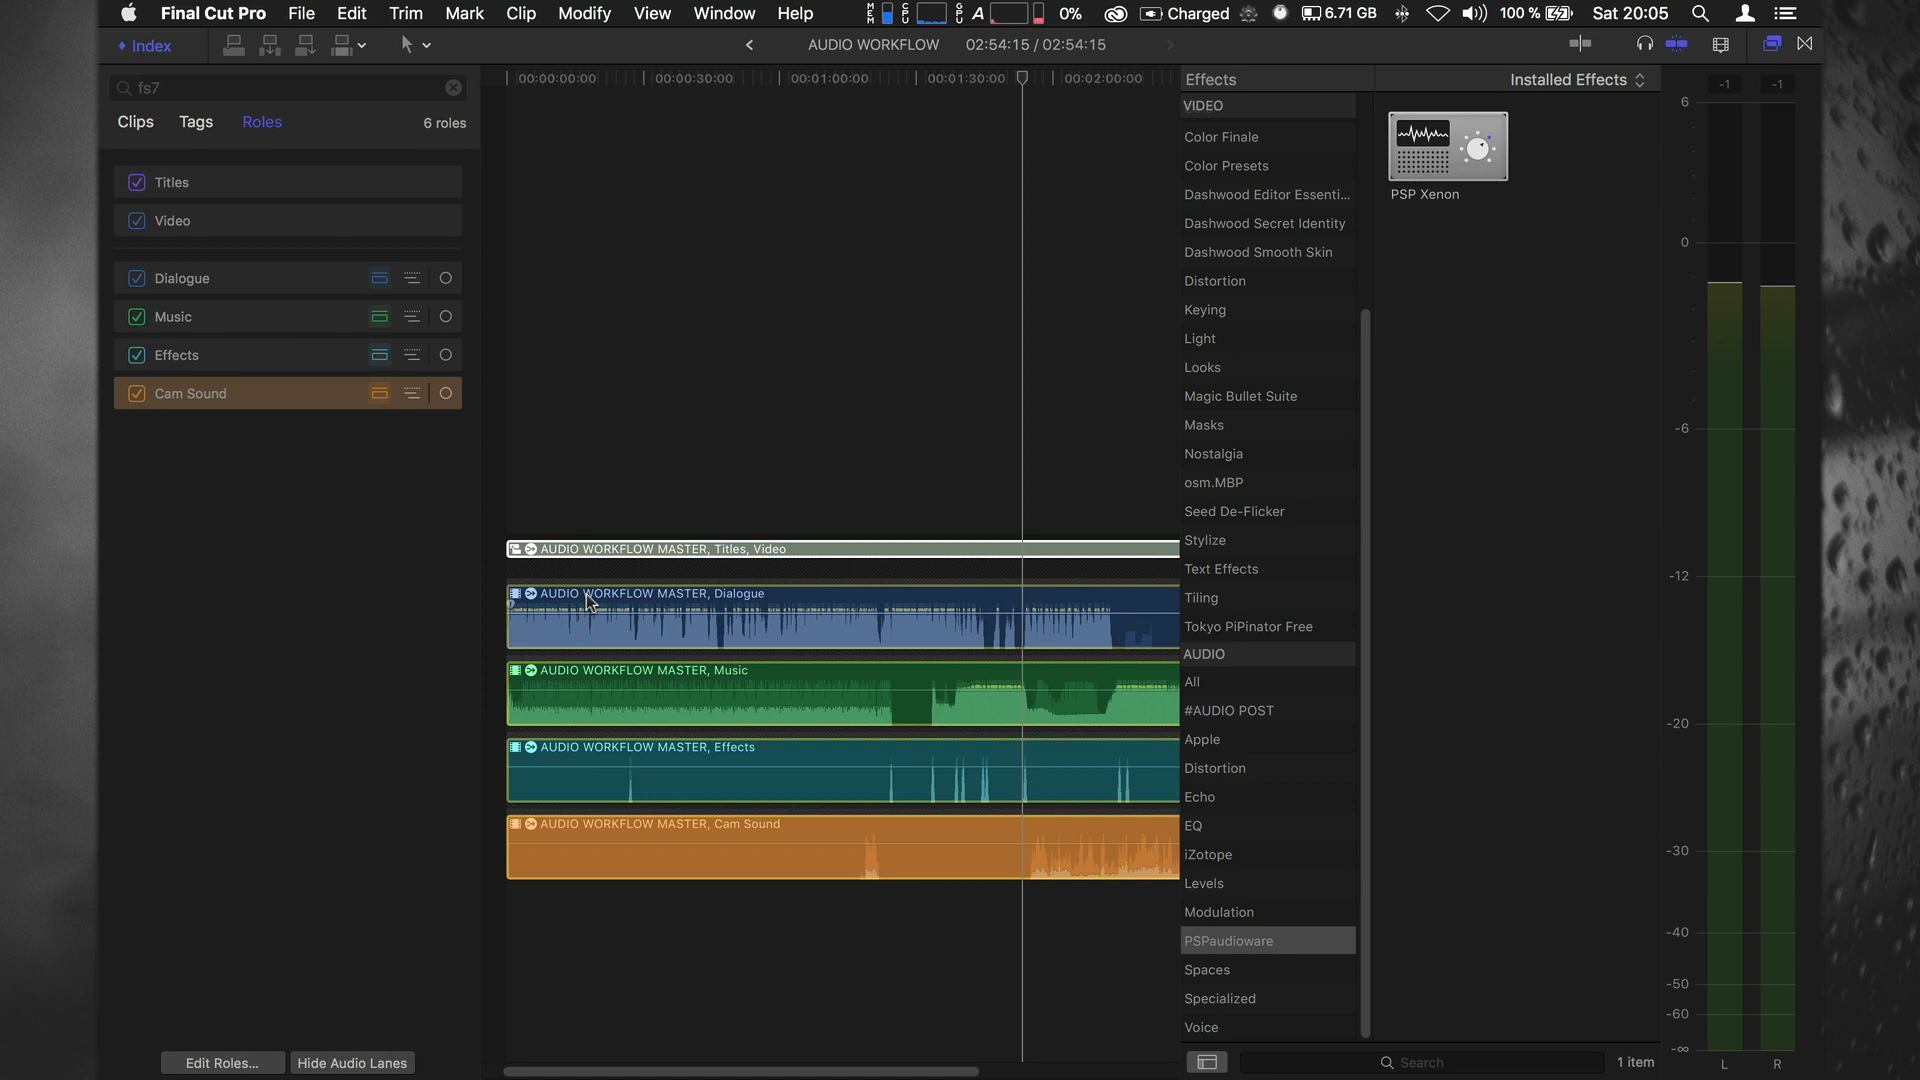 Final Cut Pro File Edit Trim Mark Clip Modify View Window Help MEM CPU GPU A 0% Charged 6.71 GB 100 % Sat 20:05
Index AUDIO WORKFLOW 02:54:15 / 02:54:15
fs7
Clips Tags Roles 6 roles
Titles
Video
Dialogue
Music
Effects
Cam Sound
Edit Roles... Hide Audio Lanes
00:00:00:00 00:00:30:00 00:01:00:00 00:01:30:00 00:02:00:00
AUDIO WORKFLOW MASTER, Titles, Video
AUDIO WORKFLOW MASTER, Dialogue
AUDIO WORKFLOW MASTER, Music
AUDIO WORKFLOW MASTER, Effects
AUDIO WORKFLOW MASTER, Cam Sound
Effects Installed Effects
VIDEO
Color Finale
Color Presets
Dashwood Editor Essenti...
Dashwood Secret Identity
Dashwood Smooth Skin
Distortion
Keying
Light
Looks
Magic Bullet Suite
Masks
Nostalgia
osm.MBP
Seed De-Flicker
Stylize
Text Effects
Tiling
Tokyo PiPinator Free
AUDIO
All
#AUDIO POST
Apple
Distortion
Echo
EQ
iZotope
Levels
Modulation
PSPaudioware
Spaces
Specialized
Voice
PSP Xenon
Search 1 item
-1 -1
6
0
-6
-12
-20
-30
-40
-50
-60
-∞
L R